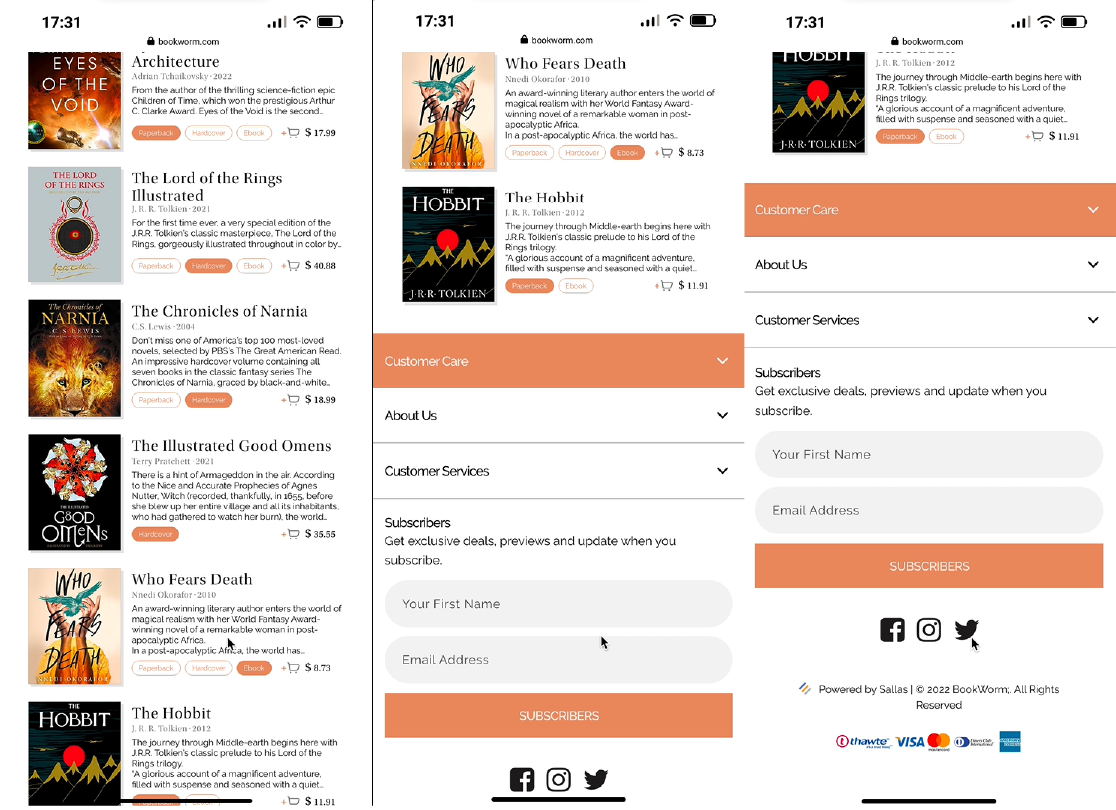 17:31
bookworm.com
EYES
OF THE
VOID
Architecture
Adrian Tchaikovsky · 2022
From the author of the thrilling science-fiction epic
Children of Time, which won the prestigious Arthur
C. Clarke Award. Eyes of the Void is the second...
Paperback Hardcover Ebook + $ 17.99
THE LORD
OF THE RINGS
The Lord of the Rings
Illustrated
J. R. R. Tolkien · 2021
For the first time ever, a very special edition of the
J.R.R. Tolkien's classic masterpiece, The Lord of the
Rings, gorgeously illustrated throughout in color by...
Paperback Hardcover Ebook + $ 40.88
The Chronicles of
NARNIA
C. S. LEWIS
The Chronicles of Narnia
C.S. Lewis · 2004
Don't miss one of America's top 100 most-loved
novels, selected by PBS's The Great American Read.
An impressive hardcover volume containing all
seven books in the classic fantasy series The
Chronicles of Narnia, graced by black-and-white...
Paperback Hardcover + $ 18.99
GOOD
OMENS
The Illustrated Good Omens
Terry Pratchett · 2021
There is a hint of Armageddon in the air. According
to the Nice and Accurate Prophecies of Agnes
Nutter, Witch (recorded, thankfully, in 1655, before
she blew up her entire village and all its inhabitants,
who had gathered to watch her burn), the world...
Hardcover + $ 35.55
WHO
FEARS
DEATH
NNEDI OKORAFOR
Who Fears Death
Nnedi Okorafor · 2010
An award-winning literary author enters the world of
magical realism with her World Fantasy Award-
winning novel of a remarkable woman in post-
apocalyptic Africa.
In a post-apocalyptic Africa, the world has...
Paperback Hardcover Ebook + $ 8.73
THE
HOBBIT
The Hobbit
J. R. R. Tolkien · 2012
The journey through Middle-earth begins here with
J.R.R. Tolkien's classic prelude to his Lord of the
Rings trilogy.
"A glorious account of a magnificent adventure,
filled with suspense and seasoned with a quiet...
Paperback Ebook + $ 11.91
17:31
bookworm.com
WHO
FEARS
DEATH
NNEDI OKORAFOR
Who Fears Death
Nnedi Okorafor · 2010
An award-winning literary author enters the world of
magical realism with her World Fantasy Award-
winning novel of a remarkable woman in post-
apocalyptic Africa.
In a post-apocalyptic Africa, the world has...
Paperback Hardcover Ebook + $ 8.73
THE
HOBBIT
J·R·R·TOLKIEN
The Hobbit
J. R. R. Tolkien · 2012
The journey through Middle-earth begins here with
J.R.R. Tolkien's classic prelude to his Lord of the
Rings trilogy.
"A glorious account of a magnificent adventure,
filled with suspense and seasoned with a quiet...
Paperback Ebook + $ 11.91
Customer Care
About Us
Customer Services
Subscribers
Get exclusive deals, previews and update when you
subscribe.
Your First Name
Email Address
SUBSCRIBERS
17:31
bookworm.com
HOBBIT
J·R·R·TOLKIEN
The Hobbit
J. R. R. Tolkien · 2012
The journey through Middle-earth begins here with
J.R.R. Tolkien's classic prelude to his Lord of the
Rings trilogy.
"A glorious account of a magnificent adventure,
filled with suspense and seasoned with a quiet...
Paperback Ebook + $ 11.91
Customer Care
About Us
Customer Services
Subscribers
Get exclusive deals, previews and update when you
subscribe.
Your First Name
Email Address
SUBSCRIBERS
Powered by Sallas | © 2022 BookWorm;. All Rights
Reserved
thawte VISA mastercard Diners Club International